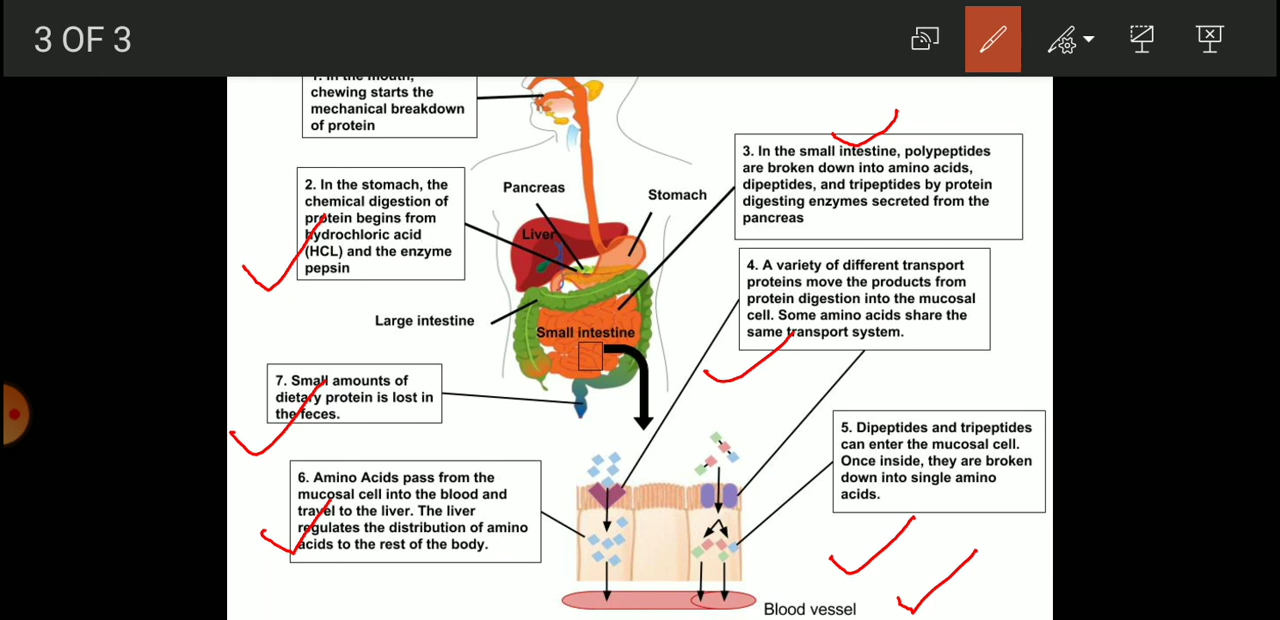 3 OF 3
1. In the mouth,
chewing starts the
mechanical breakdown
of protein
2. In the stomach, the
chemical digestion of
protein begins from
hydrochloric acid
(HCL) and the enzyme
pepsin
Pancreas
Stomach
Liver
Large intestine
Small intestine
3. In the small intestine, polypeptides
are broken down into amino acids,
dipeptides, and tripeptides by protein
digesting enzymes secreted from the
pancreas
4. A variety of different transport
proteins move the products from
protein digestion into the mucosal
cell. Some amino acids share the
same transport system.
5. Dipeptides and tripeptides
can enter the mucosal cell.
Once inside, they are broken
down into single amino
acids.
7. Small amounts of
dietary protein is lost in
the feces.
6. Amino Acids pass from the
mucosal cell into the blood and
travel to the liver. The liver
regulates the distribution of amino
acids to the rest of the body.
Blood vessel